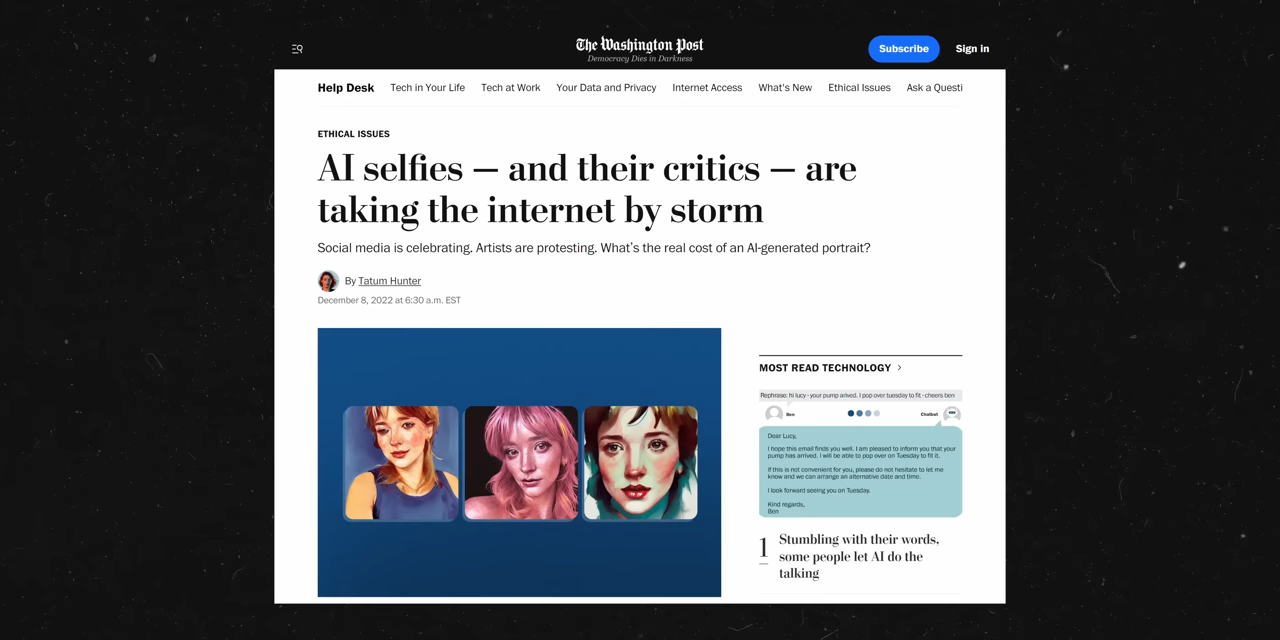 The Washington Post
Democracy Dies in Darkness
Subscribe
Sign in
Help Desk
Tech in Your Life
Tech at Work
Your Data and Privacy
Internet Access
What's New
Ethical Issues
Ask a Questi
ETHICAL ISSUES
AI selfies — and their critics — are
taking the internet by storm
Social media is celebrating. Artists are protesting. What's the real cost of an AI-generated portrait?
By Tatum Hunter
December 8, 2022 at 6:30 a.m. EST
MOST READ TECHNOLOGY
Rephrase: hi lucy - your pump arived. I pop over tuesday to fit - cheers ben
Ben
Chatbot
Dear Lucy,
I hope this email finds you well. I am pleased to inform you that your
pump has arrived. I will be able to pop over on Tuesday to fit it.
If this is not convenient for you, please do not hesitate to let me
know and we can arrange an alternative date and time.
I look forward seeing you on Tuesday.
Kind regards,
Ben
1
Stumbling with their words,
some people let AI do the
talking